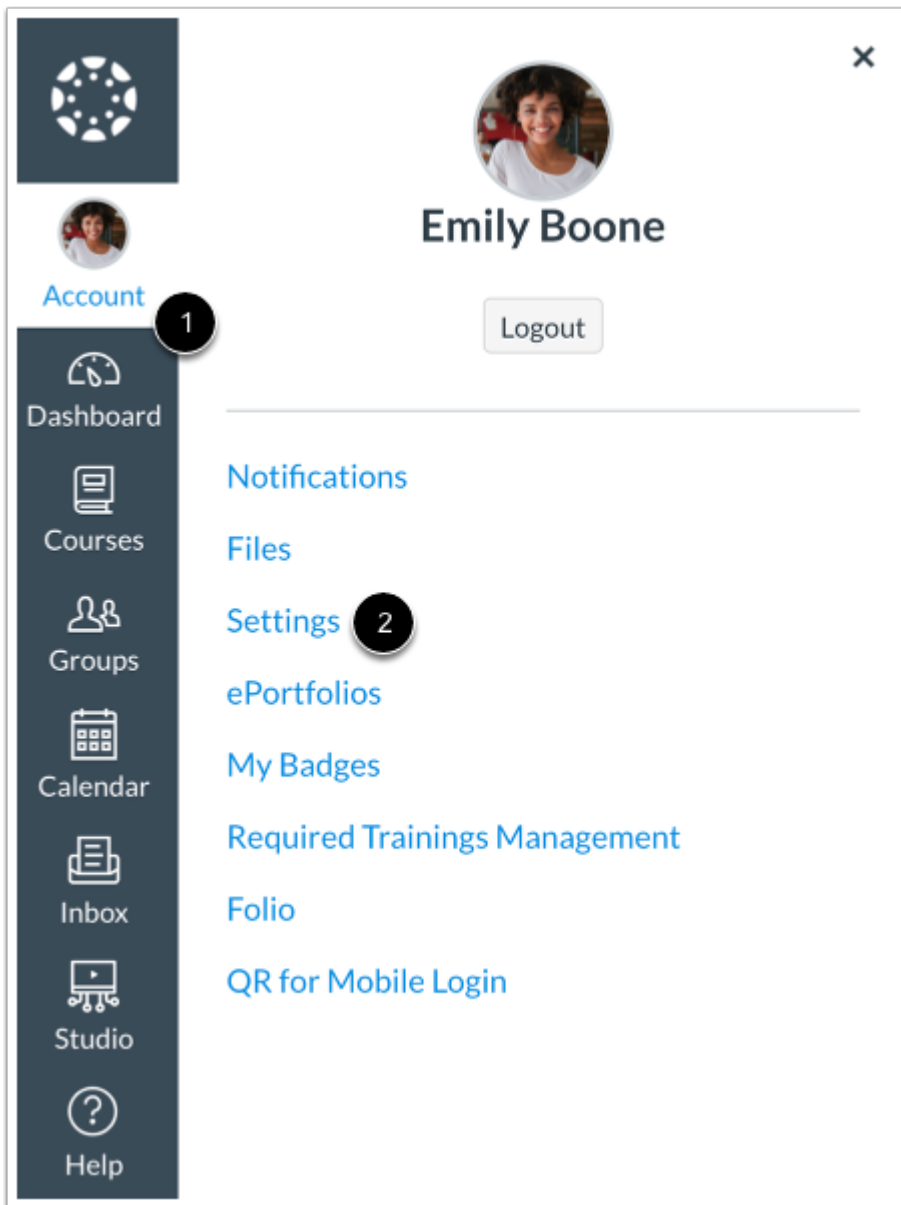 Account
1
Dashboard
Courses
Groups
Calendar
Inbox
Studio
Help
Emily Boone
Logout
Notifications
Files
Settings 2
ePortfolios
My Badges
Required Trainings Management
Folio
QR for Mobile Login